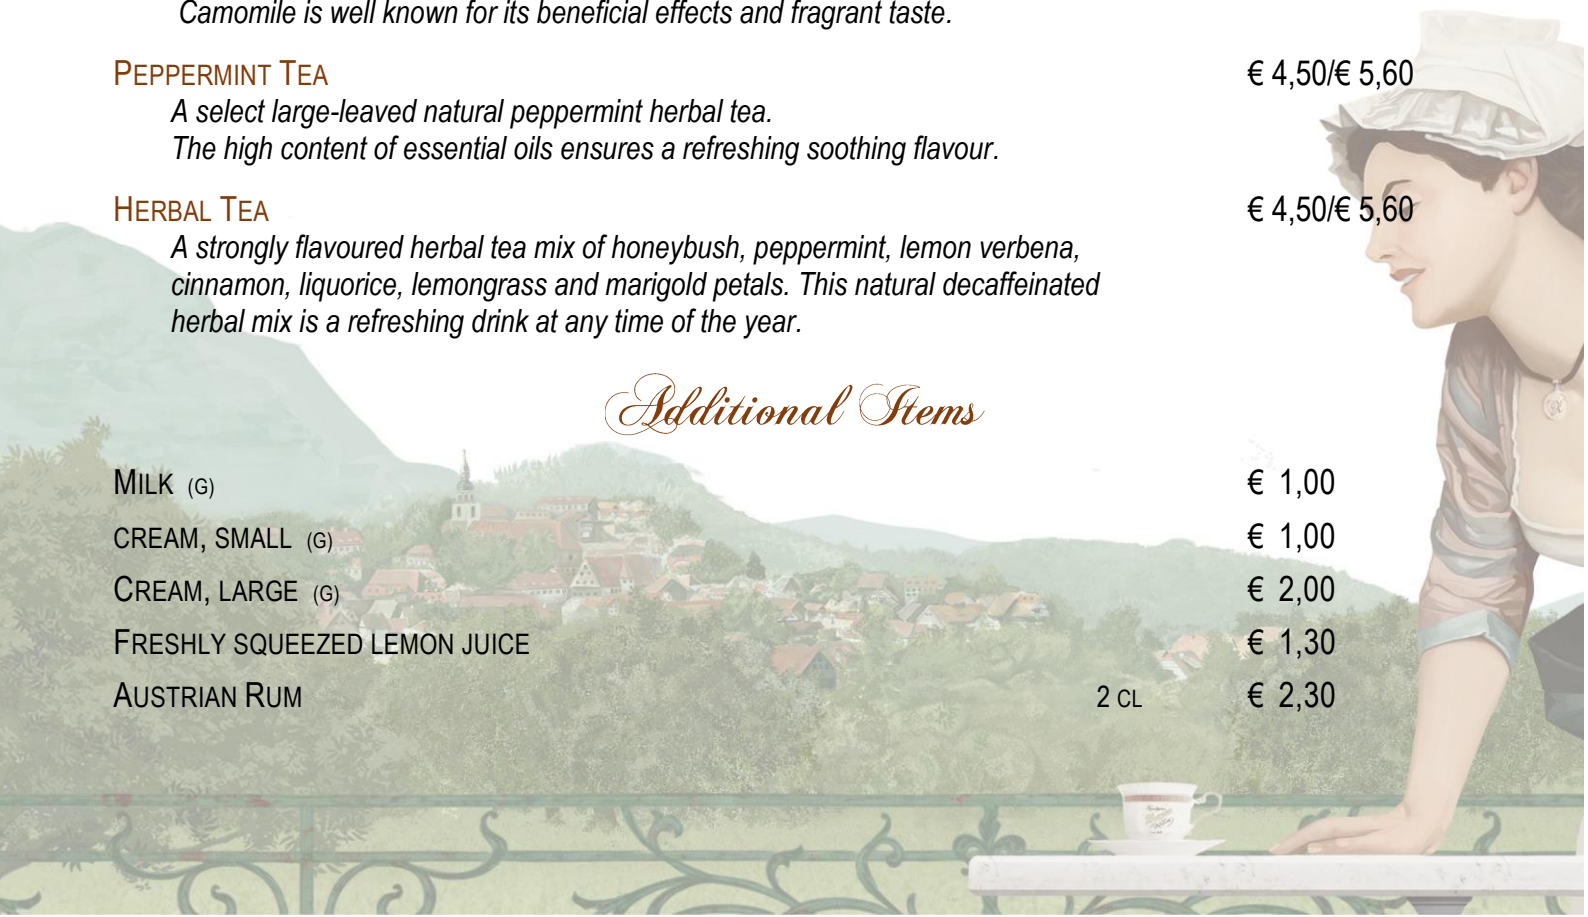 Camomile is well known for its beneficial effects and fragrant taste.
PEPPERMINT TEA € 4,50/€ 5,60
A select large-leaved natural peppermint herbal tea.
The high content of essential oils ensures a refreshing soothing flavour.
HERBAL TEA € 4,50/€ 5,60
A strongly flavoured herbal tea mix of honeybush, peppermint, lemon verbena,
cinnamon, liquorice, lemongrass and marigold petals. This natural decaffeinated
herbal mix is a refreshing drink at any time of the year.
Additional Items
MILK (G) € 1,00
CREAM, SMALL (G) € 1,00
CREAM, LARGE (G) € 2,00
FRESHLY SQUEEZED LEMON JUICE € 1,30
AUSTRIAN RUM 2 CL € 2,30